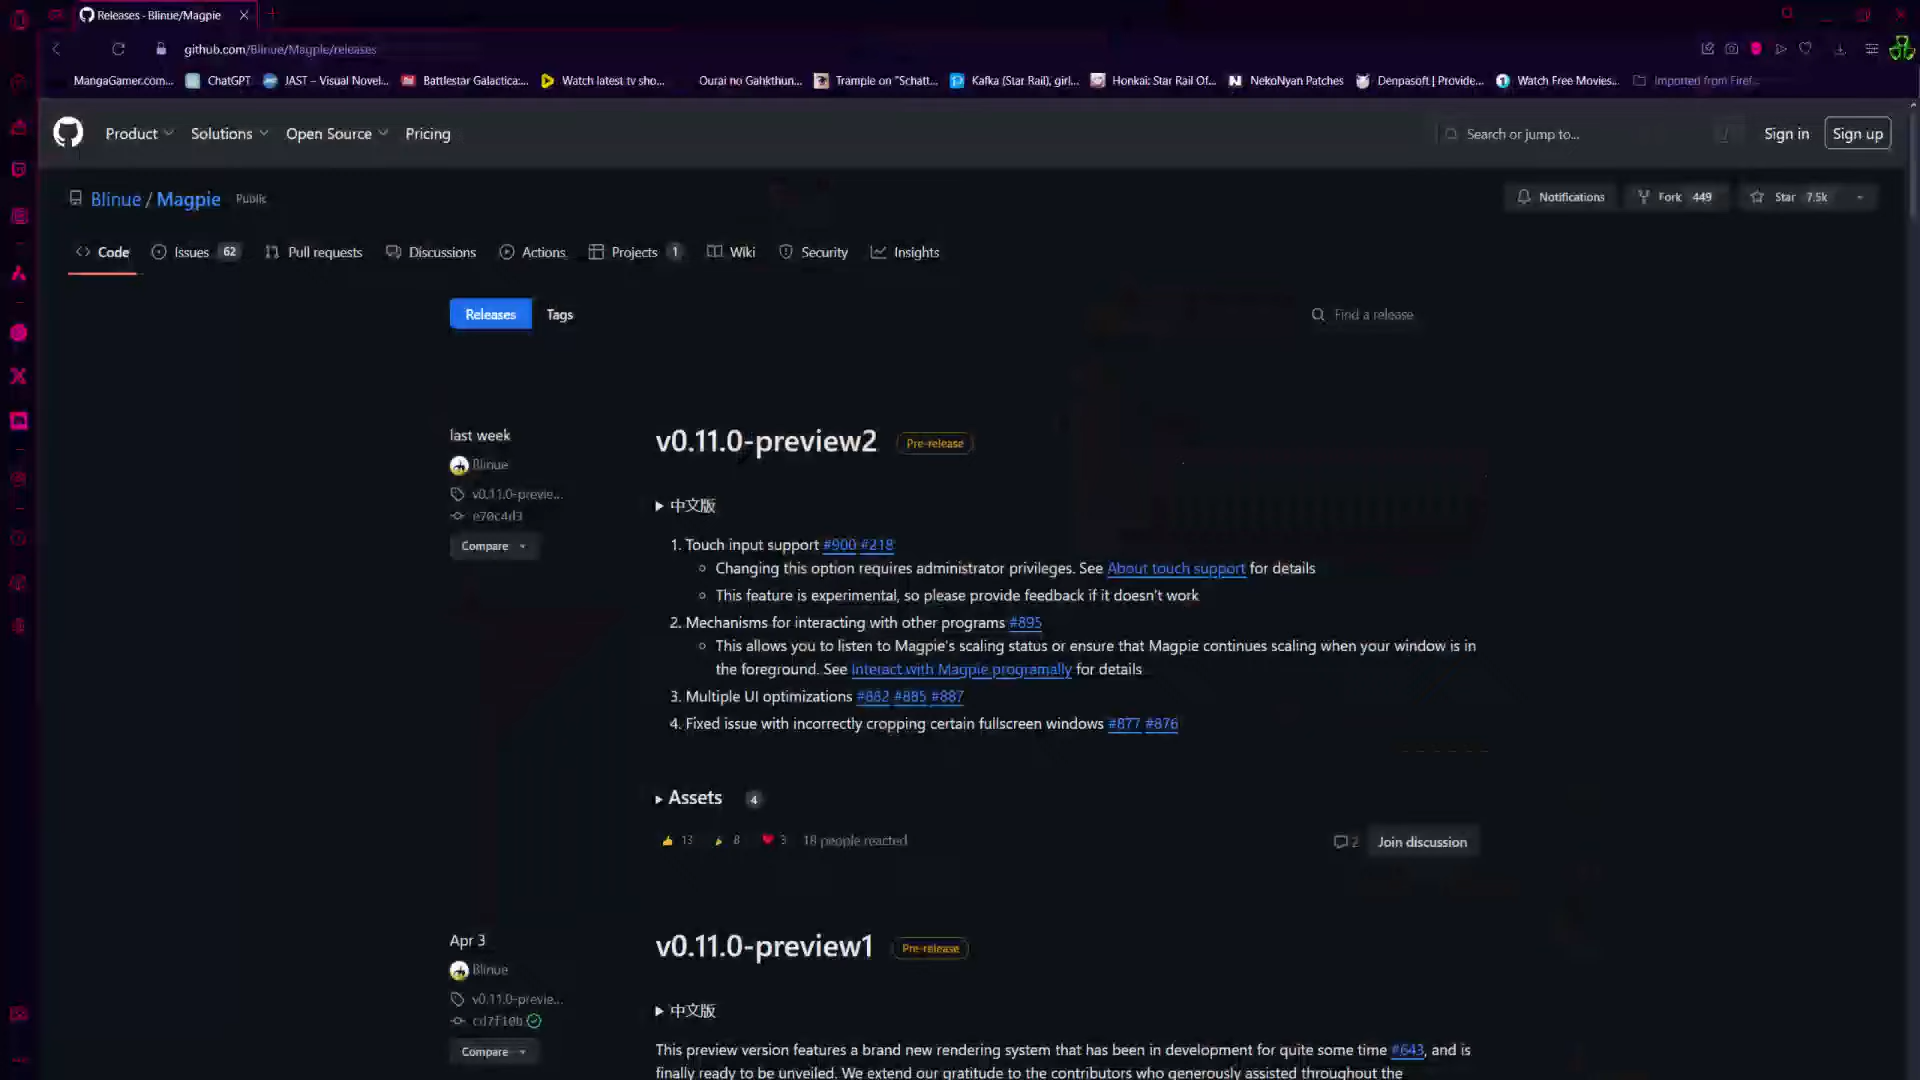 Releases - Blinue/Magpie
github.com/Blinue/Magpie/releases
MangaGamer.com... ChatGPT JAST – Visual Novel... Battlestar Galactica:... Watch latest tv sho... Ourai no Gahkthun... Trample on "Schatt... Kafka (Star Rail), girl... Honkai: Star Rail Of... NekoNyan Patches Denpasoft | Provide... Watch Free Movies... Imported from Firef...
Product Solutions Open Source Pricing Search or jump to... / Sign in Sign up
Blinue / Magpie Public Notifications Fork 449 Star 7.5k
Code Issues 62 Pull requests Discussions Actions Projects 1 Wiki Security Insights
Releases Tags Find a release
last week
Blinue
v0.11.0-previe...
e70c4d3
Compare
v0.11.0-preview2 Pre-release
中文版
1. Touch input support #900 #218
Changing this option requires administrator privileges. See About touch support for details
This feature is experimental, so please provide feedback if it doesn't work
2. Mechanisms for interacting with other programs #895
This allows you to listen to Magpie's scaling status or ensure that Magpie continues scaling when your window is in
the foreground. See Interact with Magpie programally for details
3. Multiple UI optimizations #882 #885 #887
4. Fixed issue with incorrectly cropping certain fullscreen windows #877 #876
Assets 4
13 8 3 18 people reacted 2 Join discussion
Apr 3
Blinue
v0.11.0-previe...
cd7f10b
Compare
v0.11.0-preview1 Pre-release
中文版
This preview version features a brand new rendering system that has been in development for quite some time #643, and is
finally ready to be unveiled. We extend our gratitude to the contributors who generously assisted throughout the